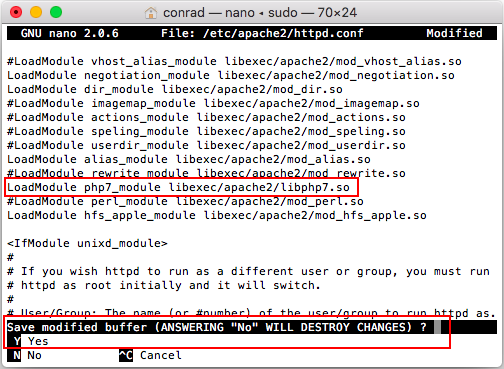 conrad — nano ◂ sudo — 70×24
GNU nano 2.0.6 File: /etc/apache2/httpd.conf Modified
#LoadModule vhost_alias_module libexec/apache2/mod_vhost_alias.so
LoadModule negotiation_module libexec/apache2/mod_negotiation.so
LoadModule dir_module libexec/apache2/mod_dir.so
#LoadModule imagemap_module libexec/apache2/mod_imagemap.so
#LoadModule actions_module libexec/apache2/mod_actions.so
#LoadModule speling_module libexec/apache2/mod_speling.so
#LoadModule userdir_module libexec/apache2/mod_userdir.so
LoadModule alias_module libexec/apache2/mod_alias.so
#LoadModule rewrite_module libexec/apache2/mod_rewrite.so
LoadModule php7_module libexec/apache2/libphp7.so
#LoadModule perl_module libexec/apache2/mod_perl.so
LoadModule hfs_apple_module libexec/apache2/mod_hfs_apple.so
<IfModule unixd_module>
#
# If you wish httpd to run as a different user or group, you must run
# httpd as root initially and it will switch.
#
# User/Group: The name (or #number) of the user/group to run httpd as.
Save modified buffer (ANSWERING "No" WILL DESTROY CHANGES) ?
Y Yes
N No ^C Cancel